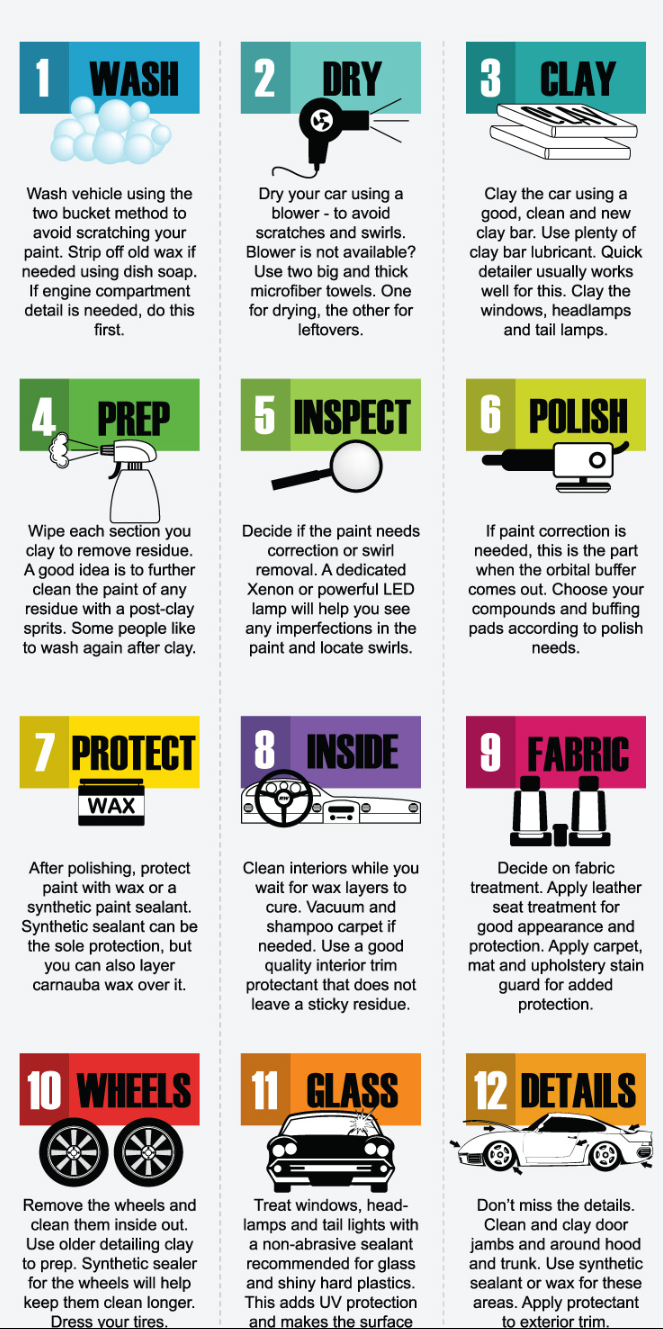 1 WASH
Wash vehicle using the
two bucket method to
avoid scratching your
paint. Strip off old wax if
needed using dish soap.
If engine compartment
detail is needed, do this
first.
2 DRY
Dry your car using a
blower - to avoid
scratches and swirls.
Blower is not available?
Use two big and thick
microfiber towels. One
for drying, the other for
leftovers.
3 CLAY
CLAY
Clay the car using a
good, clean and new
clay bar. Use plenty of
clay bar lubricant. Quick
detailer usually works
well for this. Clay the
windows, headlamps
and tail lamps.
4 PREP
Wipe each section you
clay to remove residue.
A good idea is to further
clean the paint of any
residue with a post-clay
sprits. Some people like
to wash again after clay.
5 INSPECT
Decide if the paint needs
correction or swirl
removal. A dedicated
Xenon or powerful LED
lamp will help you see
any imperfections in the
paint and locate swirls.
6 POLISH
If paint correction is
needed, this is the part
when the orbital buffer
comes out. Choose your
compounds and buffing
pads according to polish
needs.
7 PROTECT
WAX
After polishing, protect
paint with wax or a
synthetic paint sealant.
Synthetic sealant can be
the sole protection, but
you can also layer
carnauba wax over it.
8 INSIDE
Clean interiors while you
wait for wax layers to
cure. Vacuum and
shampoo carpet if
needed. Use a good
quality interior trim
protectant that does not
leave a sticky residue.
9 FABRIC
Decide on fabric
treatment. Apply leather
seat treatment for
good appearance and
protection. Apply carpet,
mat and upholstery stain
guard for added
protection.
10 WHEELS
Remove the wheels and
clean them inside out.
Use older detailing clay
to prep. Synthetic sealer
for the wheels will help
keep them clean longer.
Dress your tires.
11 GLASS
Treat windows, head-
lamps and tail lights with
a non-abrasive sealant
recommended for glass
and shiny hard plastics.
This adds UV protection
and makes the surface
12 DETAILS
Don't miss the details.
Clean and clay door
jambs and around hood
and trunk. Use synthetic
sealant or wax for these
areas. Apply protectant
to exterior trim.